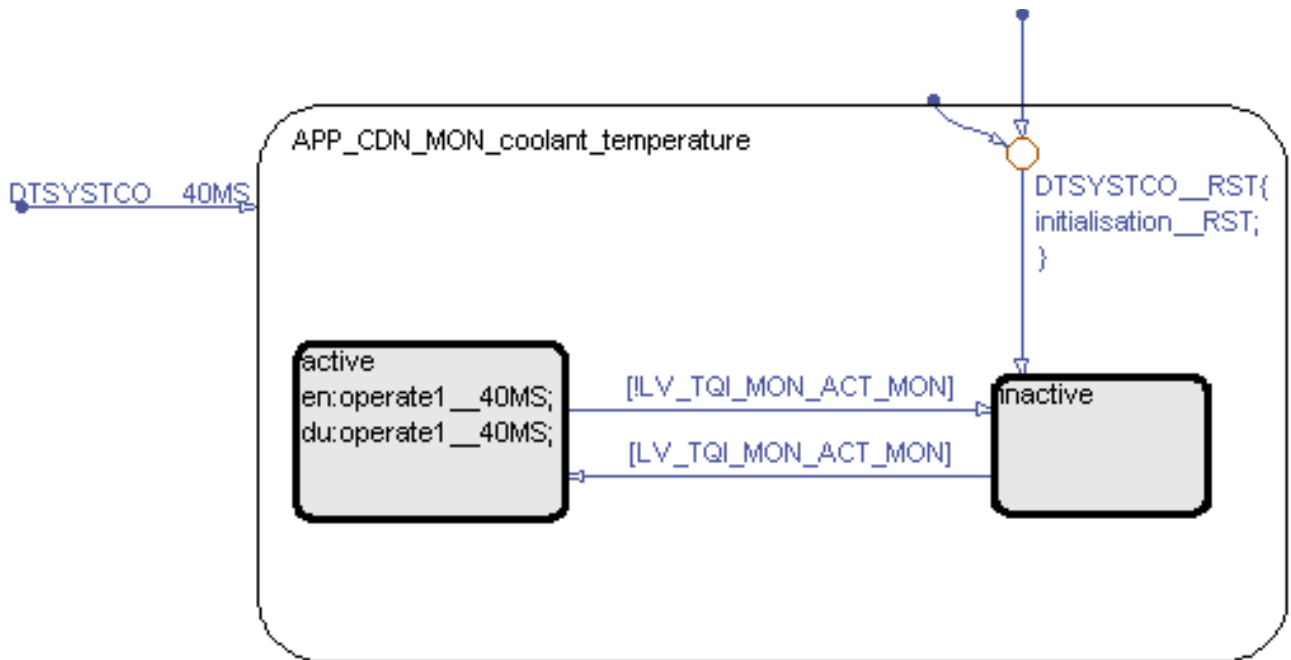 APP_CDN_MON_coolant_temperature
DTSYSTCO__40MS
DTSYSTCO__RST{
initialisation__RST;
}
active
en:operate1__40MS;
du:operate1__40MS;
[!LV_TQI_MON_ACT_MON]
[LV_TQI_MON_ACT_MON]
inactive